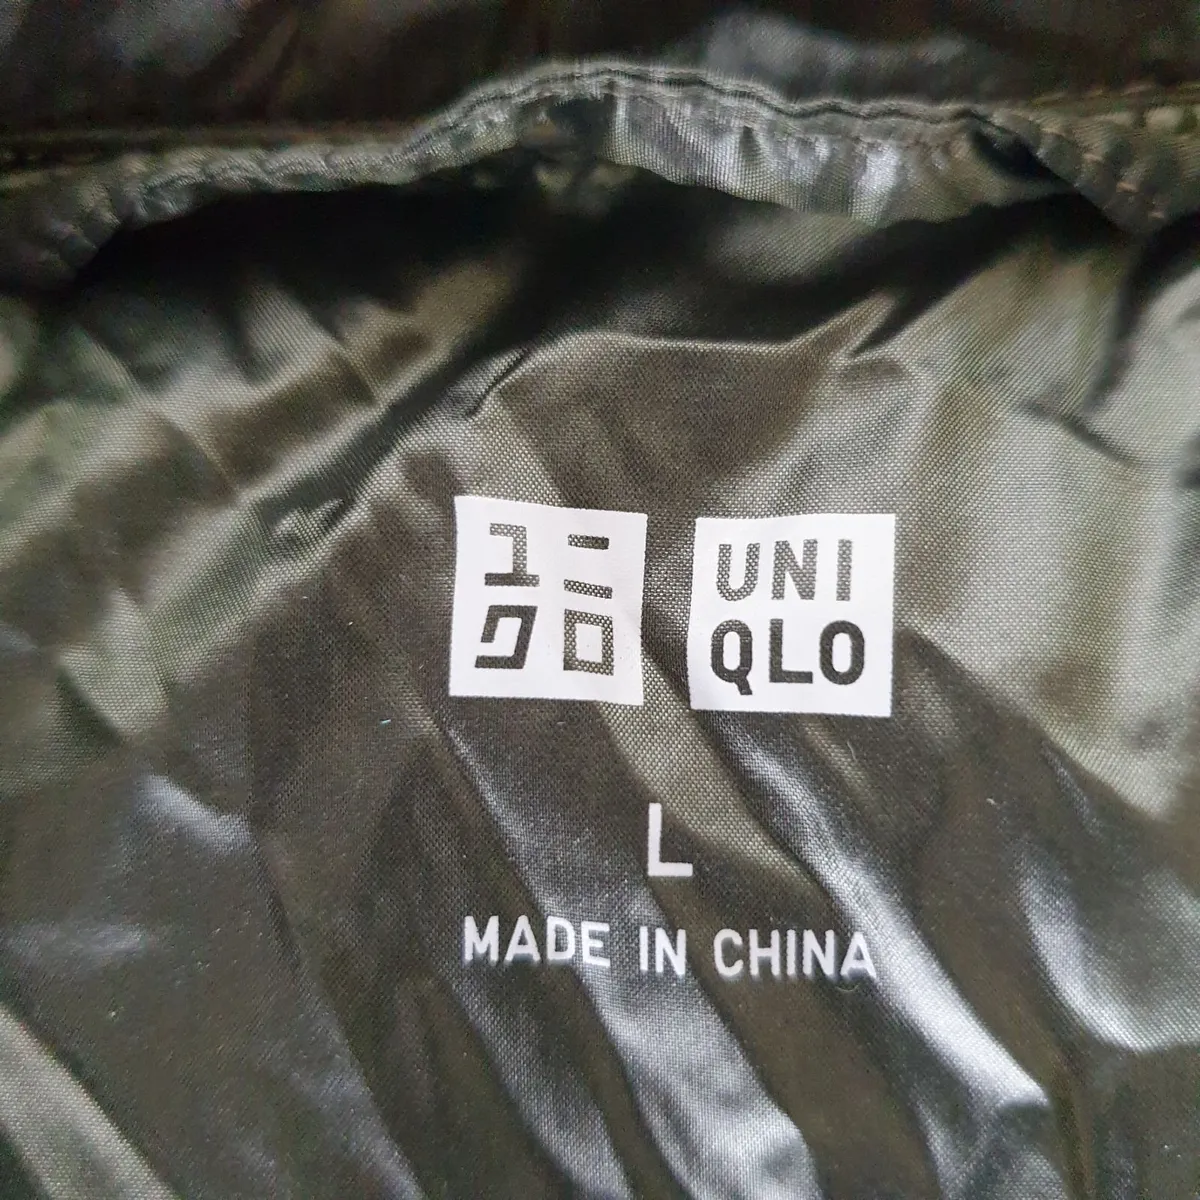 ユニ
クロ
UNI
QLO
L
MADE IN CHINA